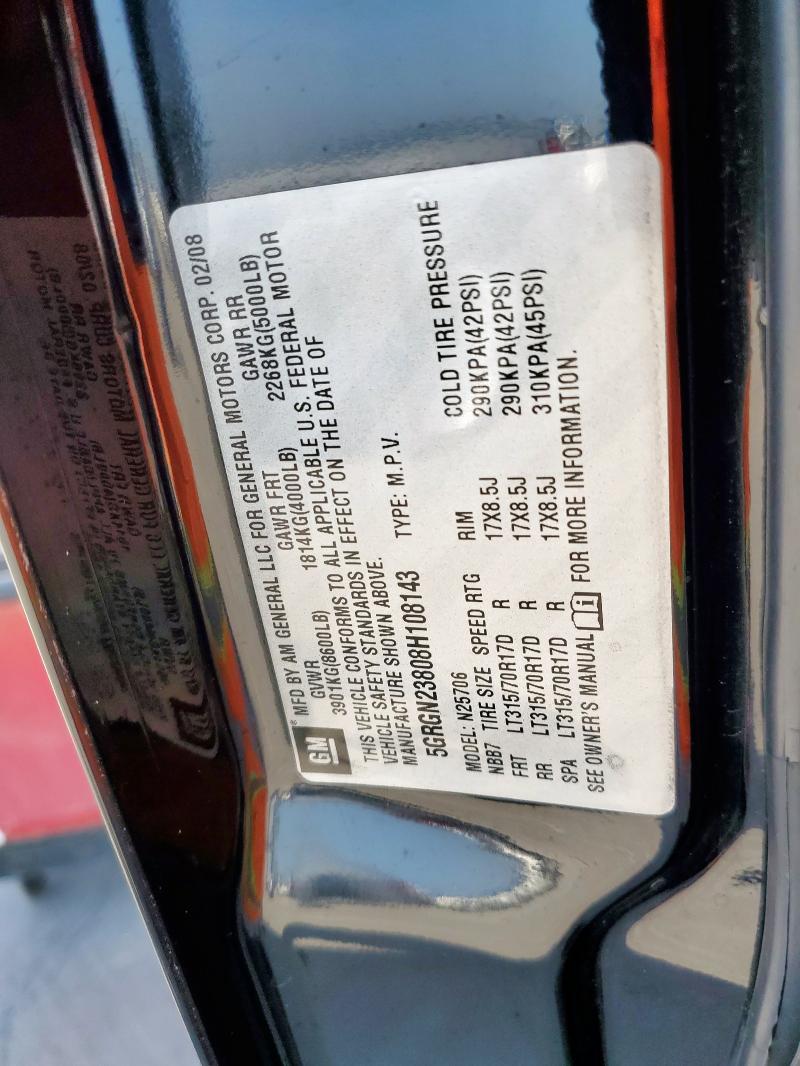 GM ® MFD BY AM GENERAL LLC FOR GENERAL MOTORS CORP. 02/08
GVWR GAWR FRT GAWR RR
3901KG(8600LB) 1814KG(4000LB) 2268KG(5000LB)
THIS VEHICLE CONFORMS TO ALL APPLICABLE U.S. FEDERAL MOTOR
VEHICLE SAFETY STANDARDS IN EFFECT ON THE DATE OF
MANUFACTURE SHOWN ABOVE.
5GRGN23808H108143 TYPE: M.P.V.
MODEL: N25706
NBB7 TIRE SIZE SPEED RTG RIM COLD TIRE PRESSURE
FRT LT315/70R17D R 17X8.5J 290KPA(42PSI)
RR LT315/70R17D R 17X8.5J 290KPA(42PSI)
SPA LT315/70R17D R 17X8.5J 310KPA(45PSI)
SEE OWNER'S MANUAL i FOR MORE INFORMATION.